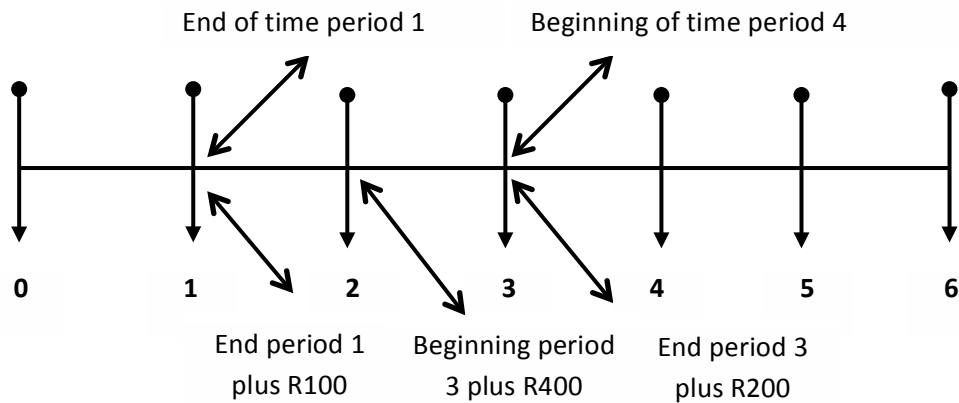 End of time period 1
Beginning of time period 4
0 1 2 3 4 5 6
End period 1
plus R100
Beginning period
3 plus R400
End period 3
plus R200